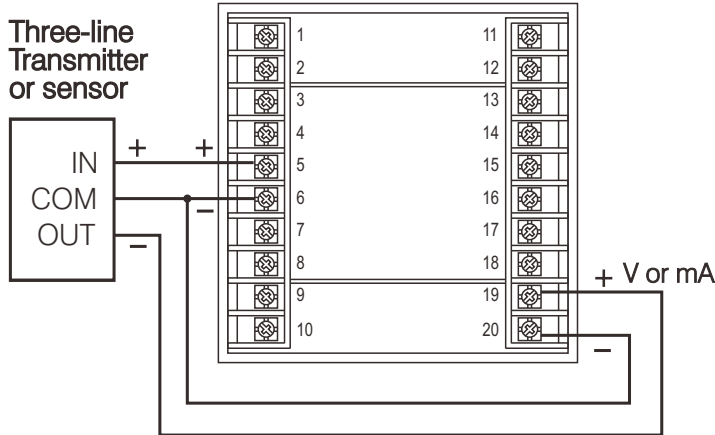 Three-line
Transmitter
or sensor
IN
COM
OUT
+ +
−
−
1 11
2 12
3 13
4 14
5 15
6 16
7 17
8 18
9 19
10 20
+ V or mA
−